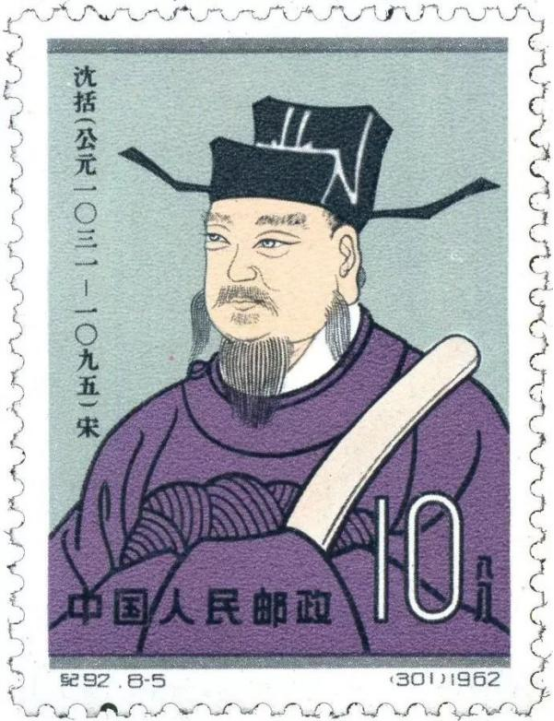 沈括(公元一〇三一–一〇九五)宋
10分
中国人民邮政
纪92.8-5
(301)1962